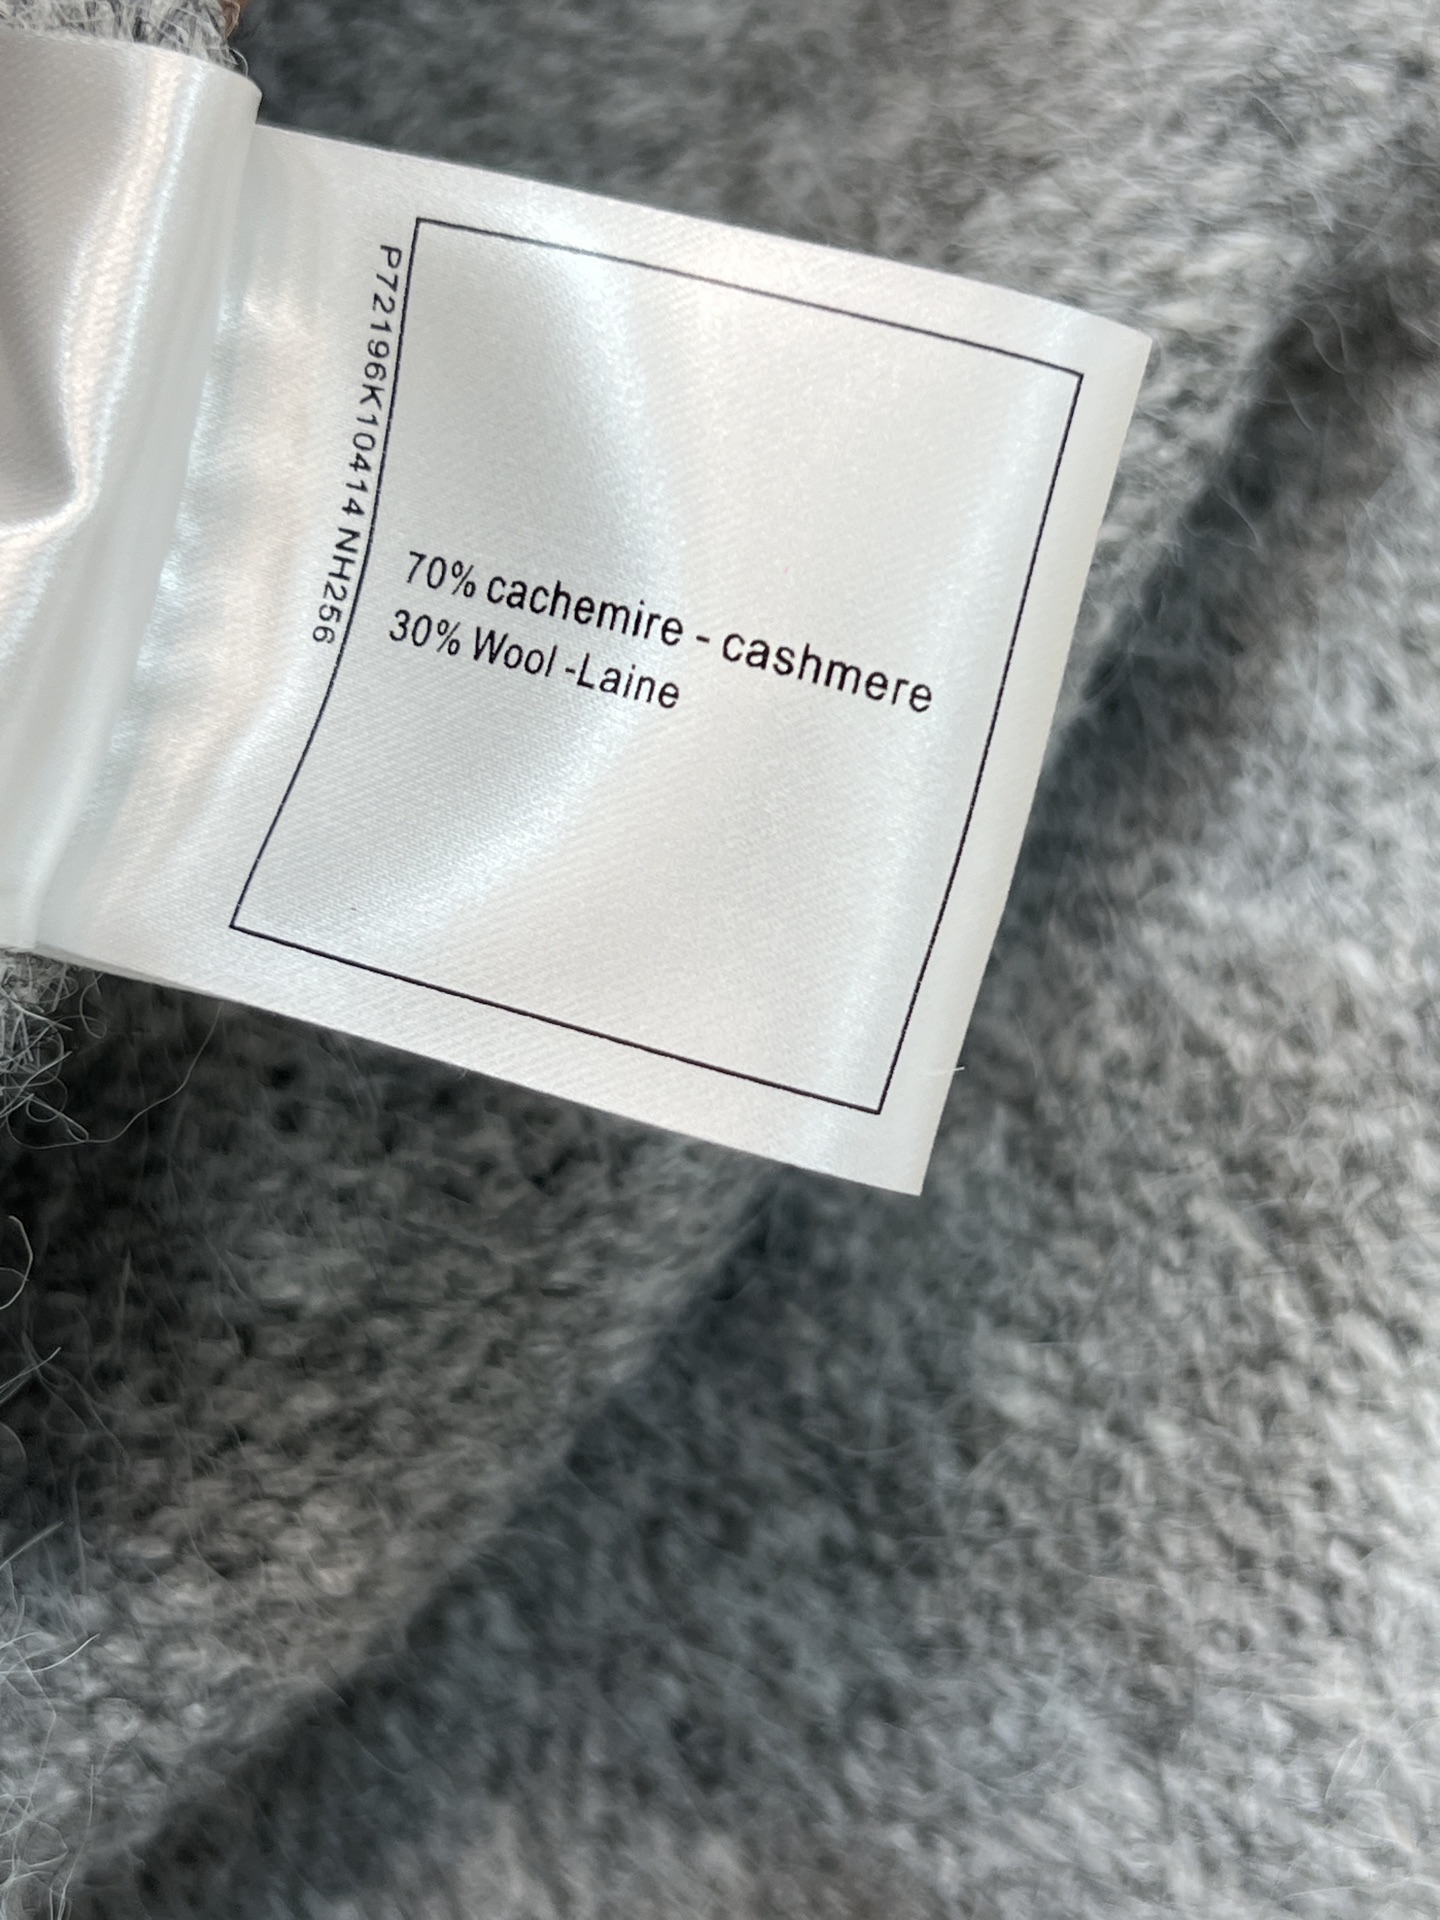 P72196K10414 NH256
70% cachemire - cashmere
30% Wool -Laine